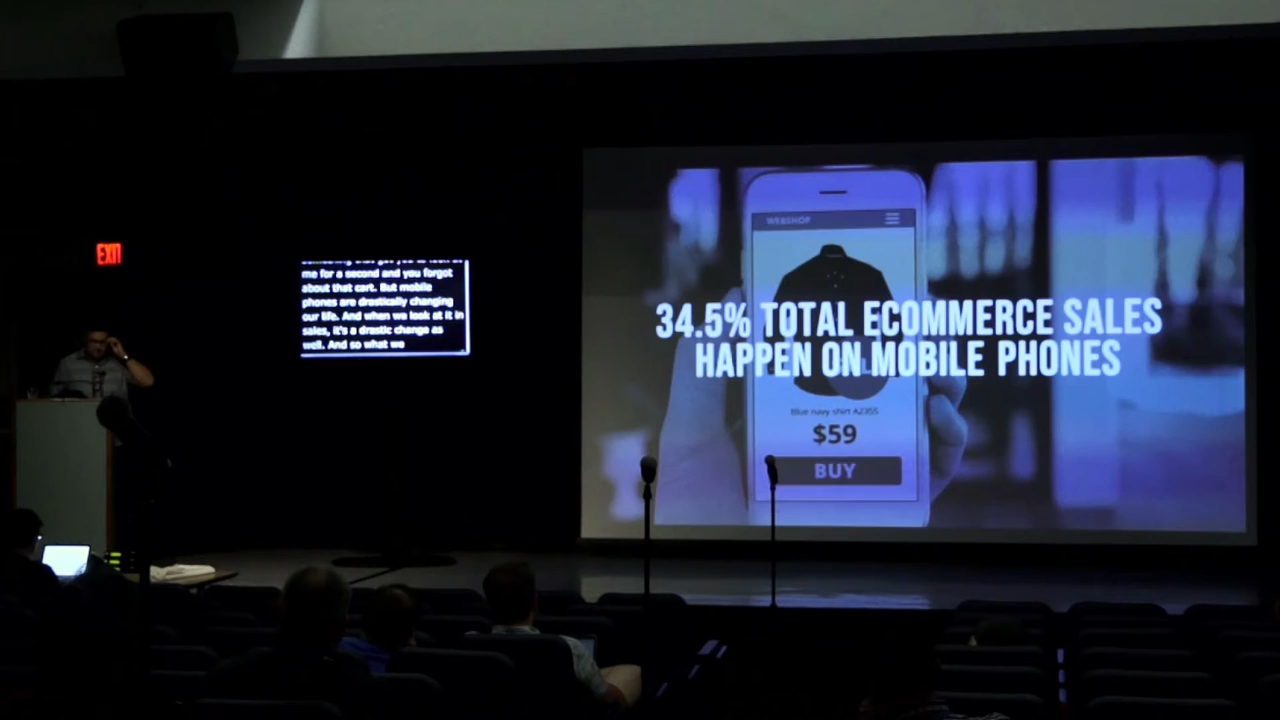 EXIT
me for a second and you forgot
about that cart. But mobile
phones are drastically changing
our life. And when we look at it in
sales, it's a drastic change as
well. And so what we
WEBSHOP
34.5% TOTAL ECOMMERCE SALES
HAPPEN ON MOBILE PHONES
Blue navy shirt A235S
$59
BUY